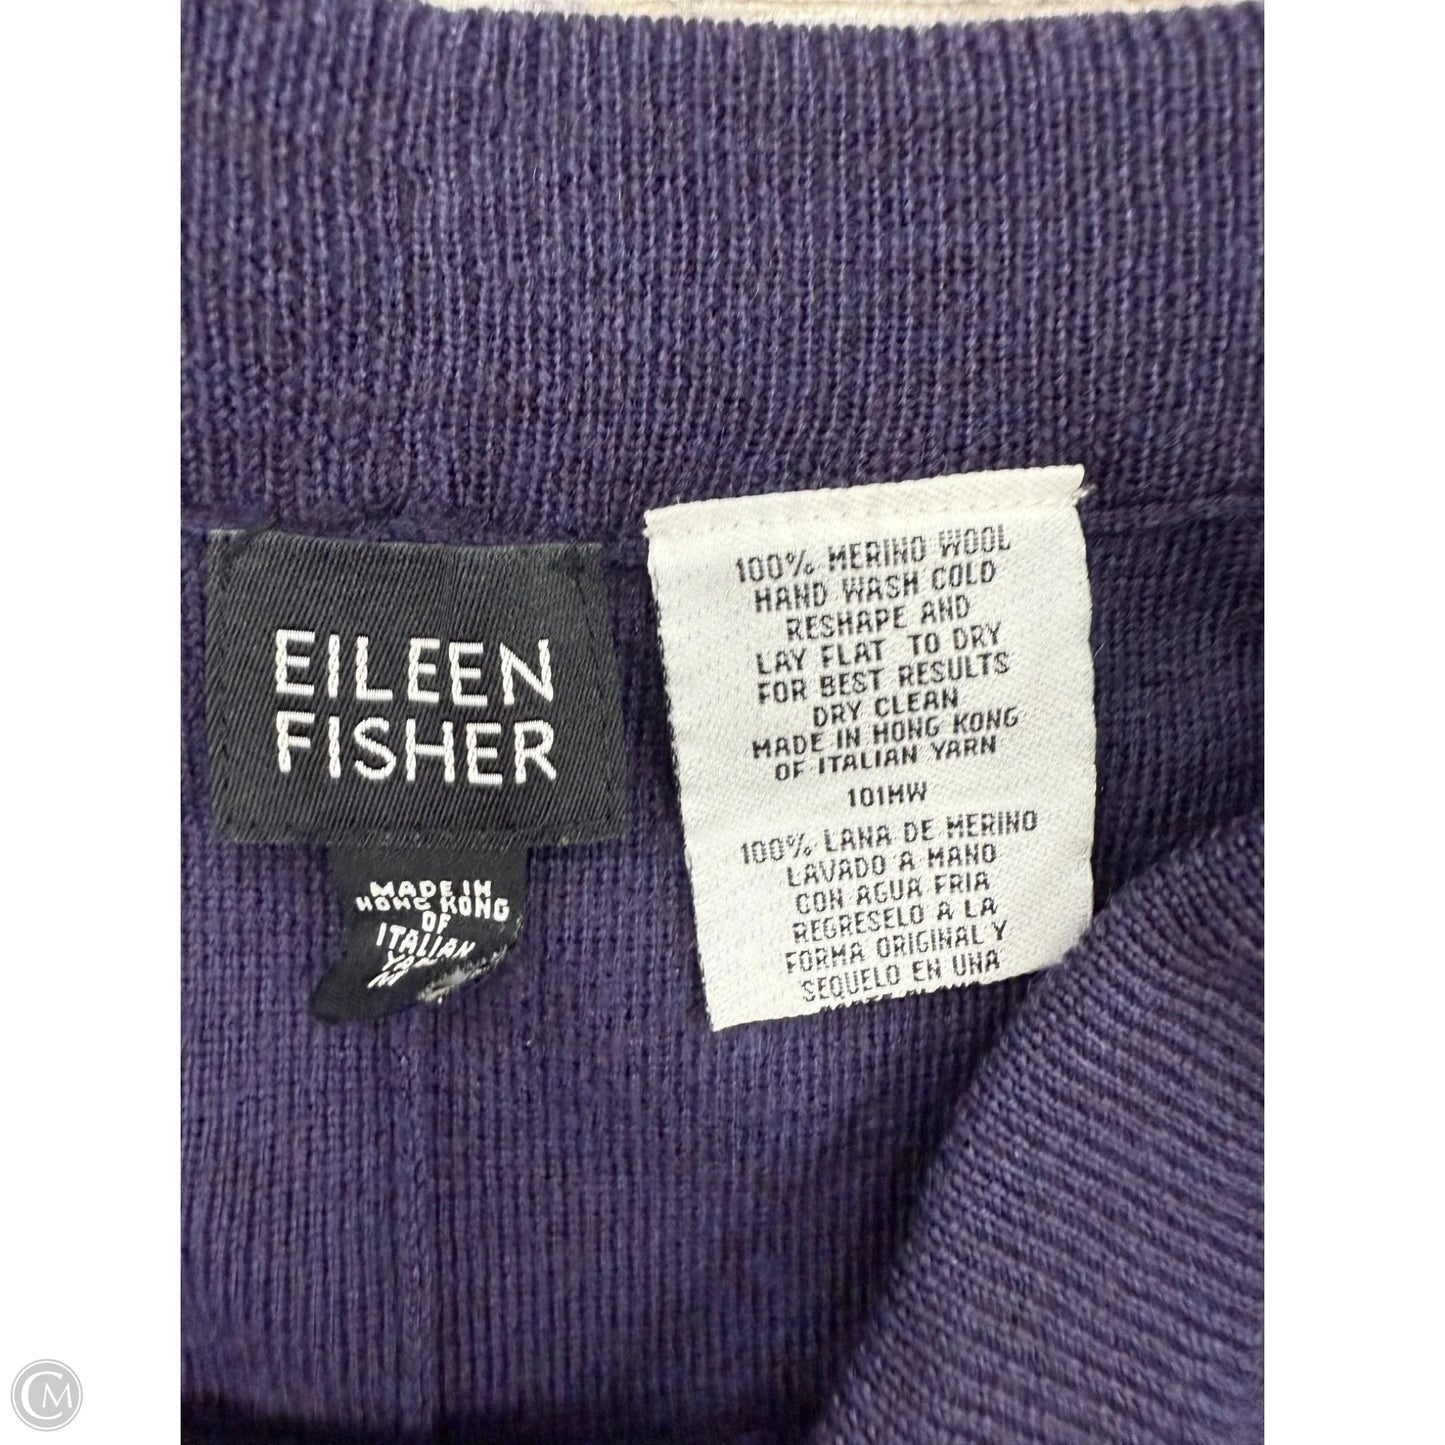 EILEEN
FISHER
MADE IN
HONG KONG
OF
ITALIAN
100% MERINO WOOL
HAND WASH COLD
RESHAPE AND
LAY FLAT TO DRY
FOR BEST RESULTS
DRY CLEAN
MADE IN HONG KONG
OF ITALIAN YARN
101MW
100% LANA DE MERINO
LAVADO A MANO
CON AGUA FRIA
REGRESELO A LA
FORMA ORIGINAL Y
SEQUELO EN UNA
CM